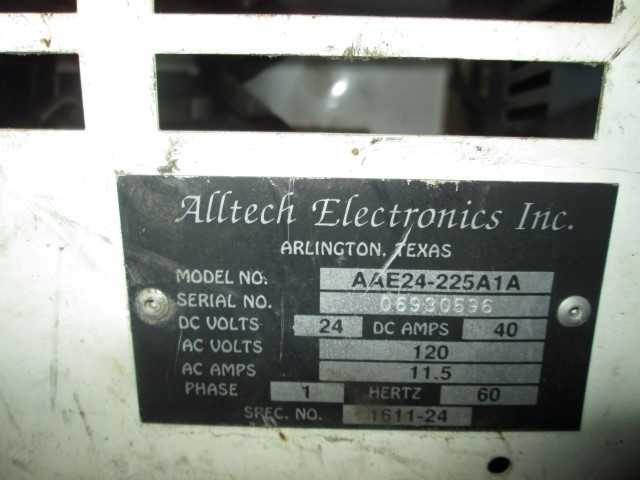 Alltech Electronics Inc.
ARLINGTON, TEXAS
MODEL NO: AAE24-225A1A
SERIAL NO. 06930596
DC VOLTS 24 DC AMPS 40
AC VOLTS 120
AC AMPS 11.5
PHASE 1 HERTZ 60
SPEC. NO. 1611-24